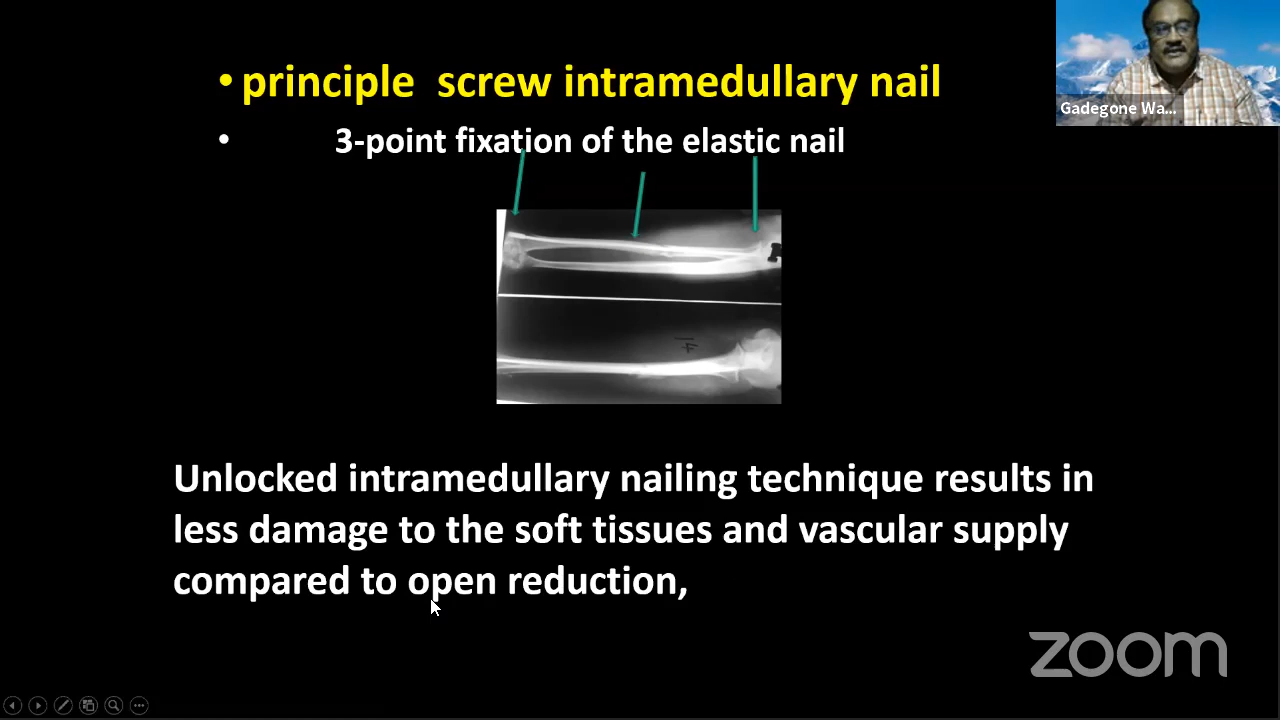 • principle screw intramedullary nail
• 3-point fixation of the elastic nail
Gadegone Wa...
Unlocked intramedullary nailing technique results in
less damage to the soft tissues and vascular supply
compared to open reduction,
zoom